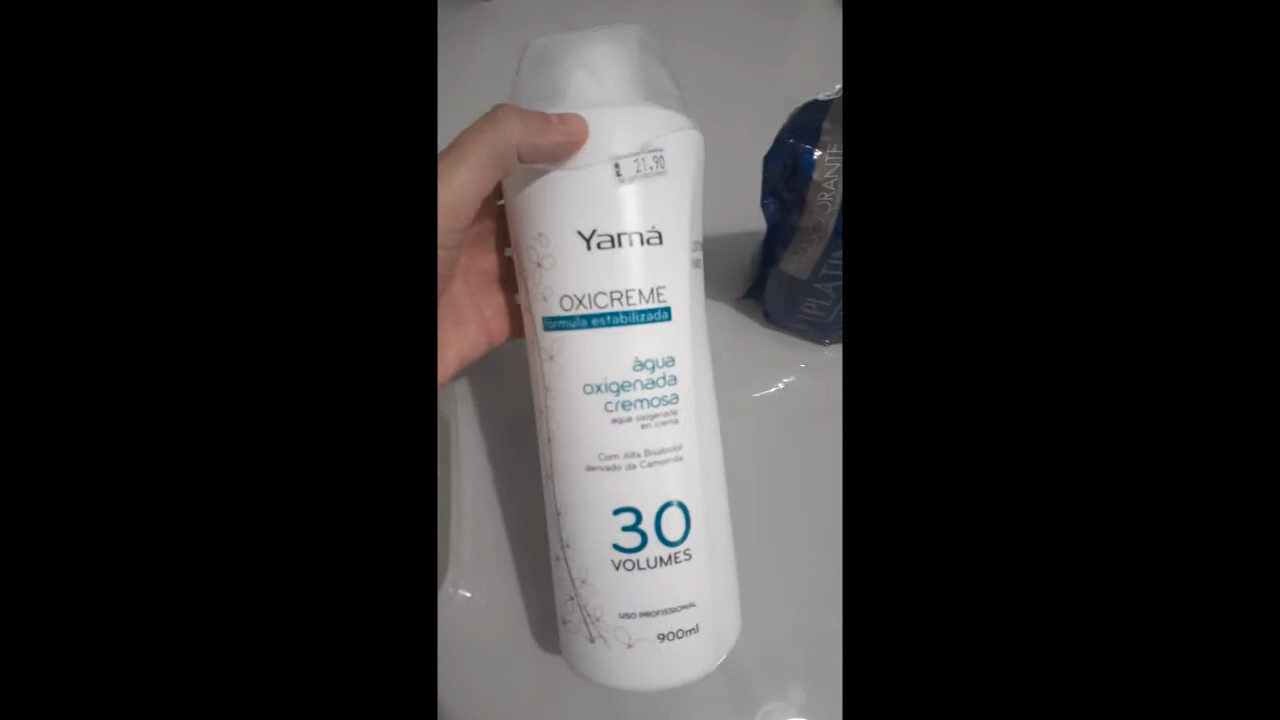 21.90
Yamá
OXICREME
fórmula estabilizada
água
oxigenada
cremosa
agua oxigenada
en crema
Com Alfa Bisabolol
derivado da Camomila
30
VOLUMES
USO PROFISSIONAL
900ml